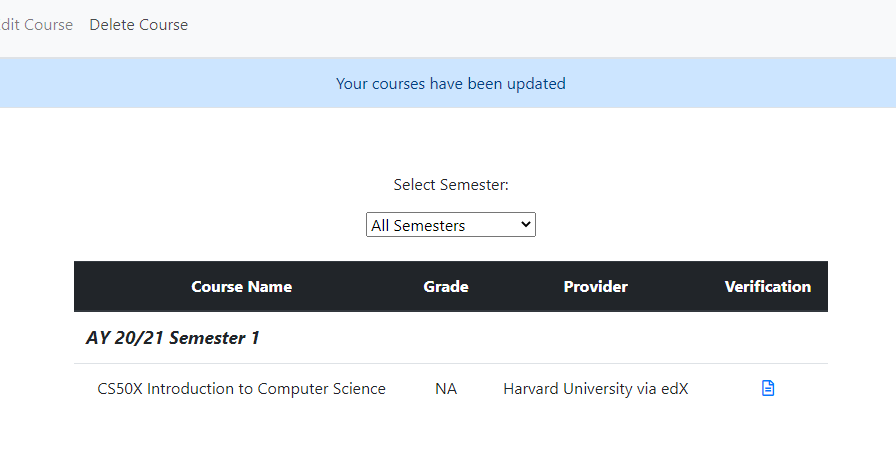 dit Course Delete Course
Your courses have been updated
Select Semester:
All Semesters
Course Name Grade Provider Verification
AY 20/21 Semester 1
CS50X Introduction to Computer Science NA Harvard University via edX